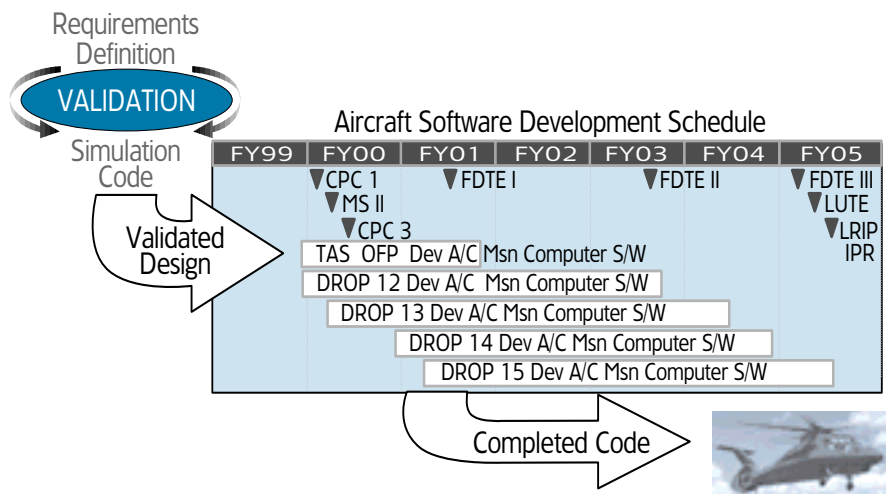 Requirements
Definition
VALIDATION
Simulation
Code
Validated
Design
Aircraft Software Development Schedule
FY99 FY00 FY01 FY02 FY03 FY04 FY05
CPC 1 FDTE I FDTE II FDTE III
MS II LUTE
CPC 3 LRIP
IPR
TAS OFP Dev A/C Msn Computer S/W
DROP 12 Dev A/C Msn Computer S/W
DROP 13 Dev A/C Msn Computer S/W
DROP 14 Dev A/C Msn Computer S/W
DROP 15 Dev A/C Msn Computer S/W
Completed Code